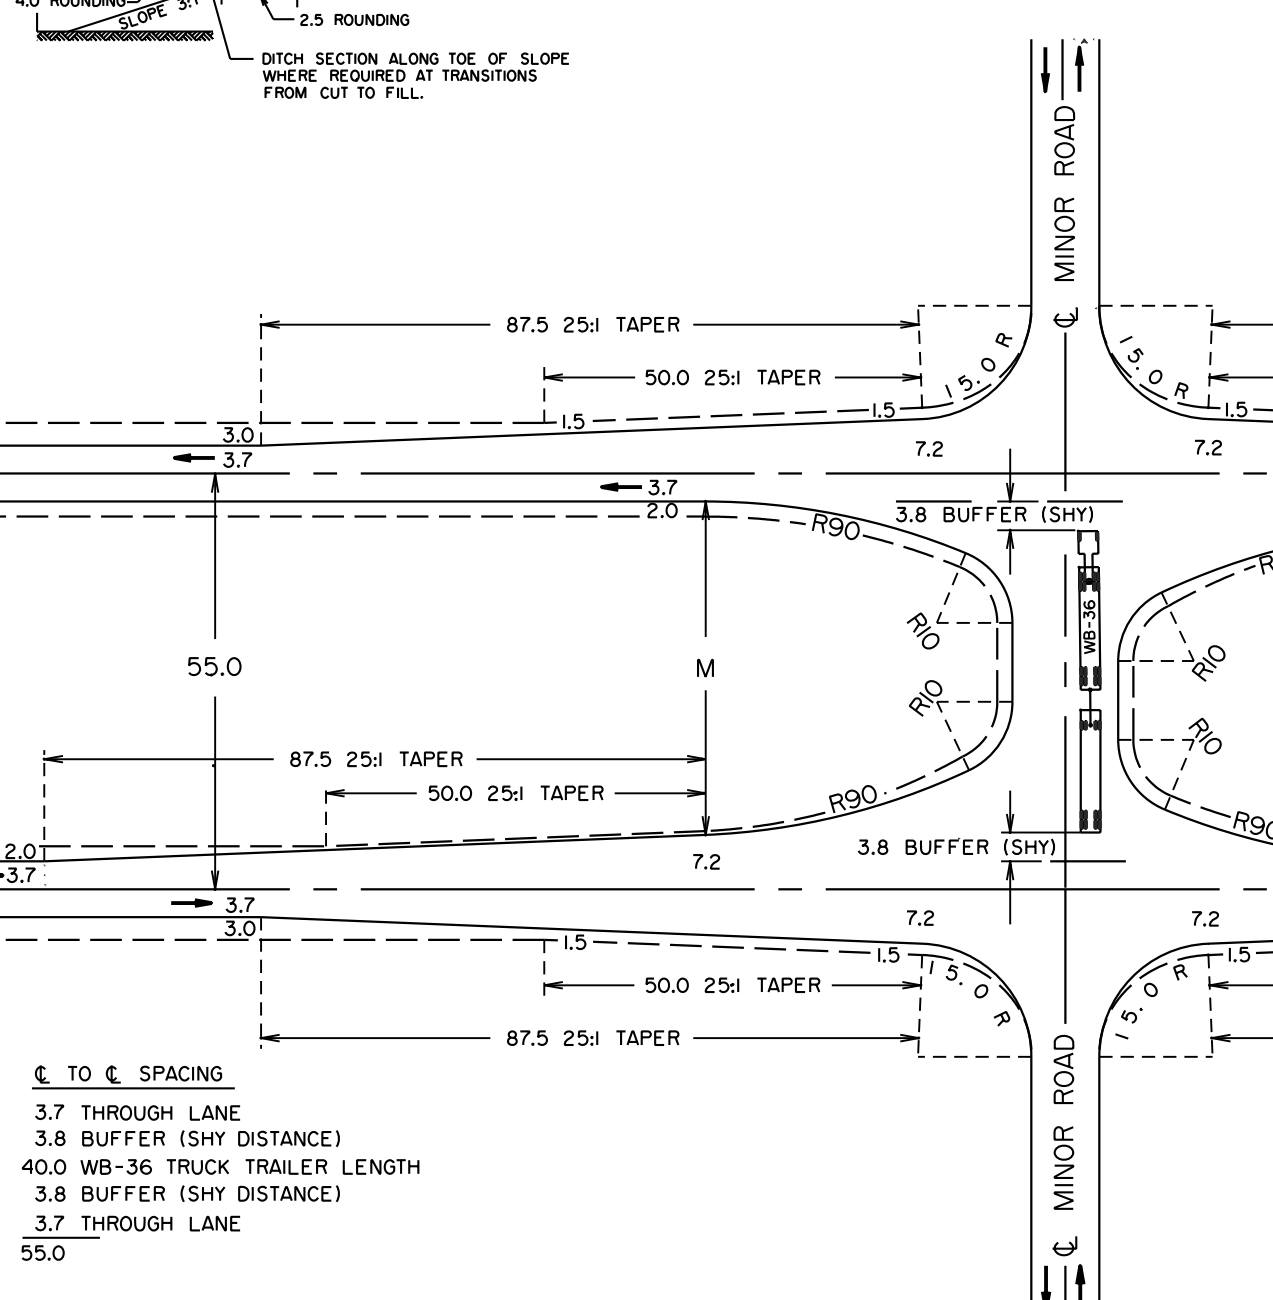 4.0 ROUNDING
SLOPE 3:1
2.5 ROUNDING
DITCH SECTION ALONG TOE OF SLOPE
WHERE REQUIRED AT TRANSITIONS
FROM CUT TO FILL.
MINOR ROAD
℄
87.5 25:1 TAPER
50.0 25:1 TAPER
15.0 R
15.0 R
1.5
1.5
1.5
3.0
3.7
7.2
7.2
3.7
2.0
R90
3.8 BUFFER (SHY)
WB-36
R10
R10
R10
R10
55.0
M
87.5 25:1 TAPER
50.0 25:1 TAPER
R90
R90
2.0
3.7
7.2
3.8 BUFFER (SHY)
3.7
3.0
7.2
7.2
1.5
1.5
1.5
15.0 R
15.0 R
50.0 25:1 TAPER
87.5 25:1 TAPER
MINOR ROAD
℄
℄ TO ℄ SPACING
3.7 THROUGH LANE
3.8 BUFFER (SHY DISTANCE)
40.0 WB-36 TRUCK TRAILER LENGTH
3.8 BUFFER (SHY DISTANCE)
3.7 THROUGH LANE
55.0